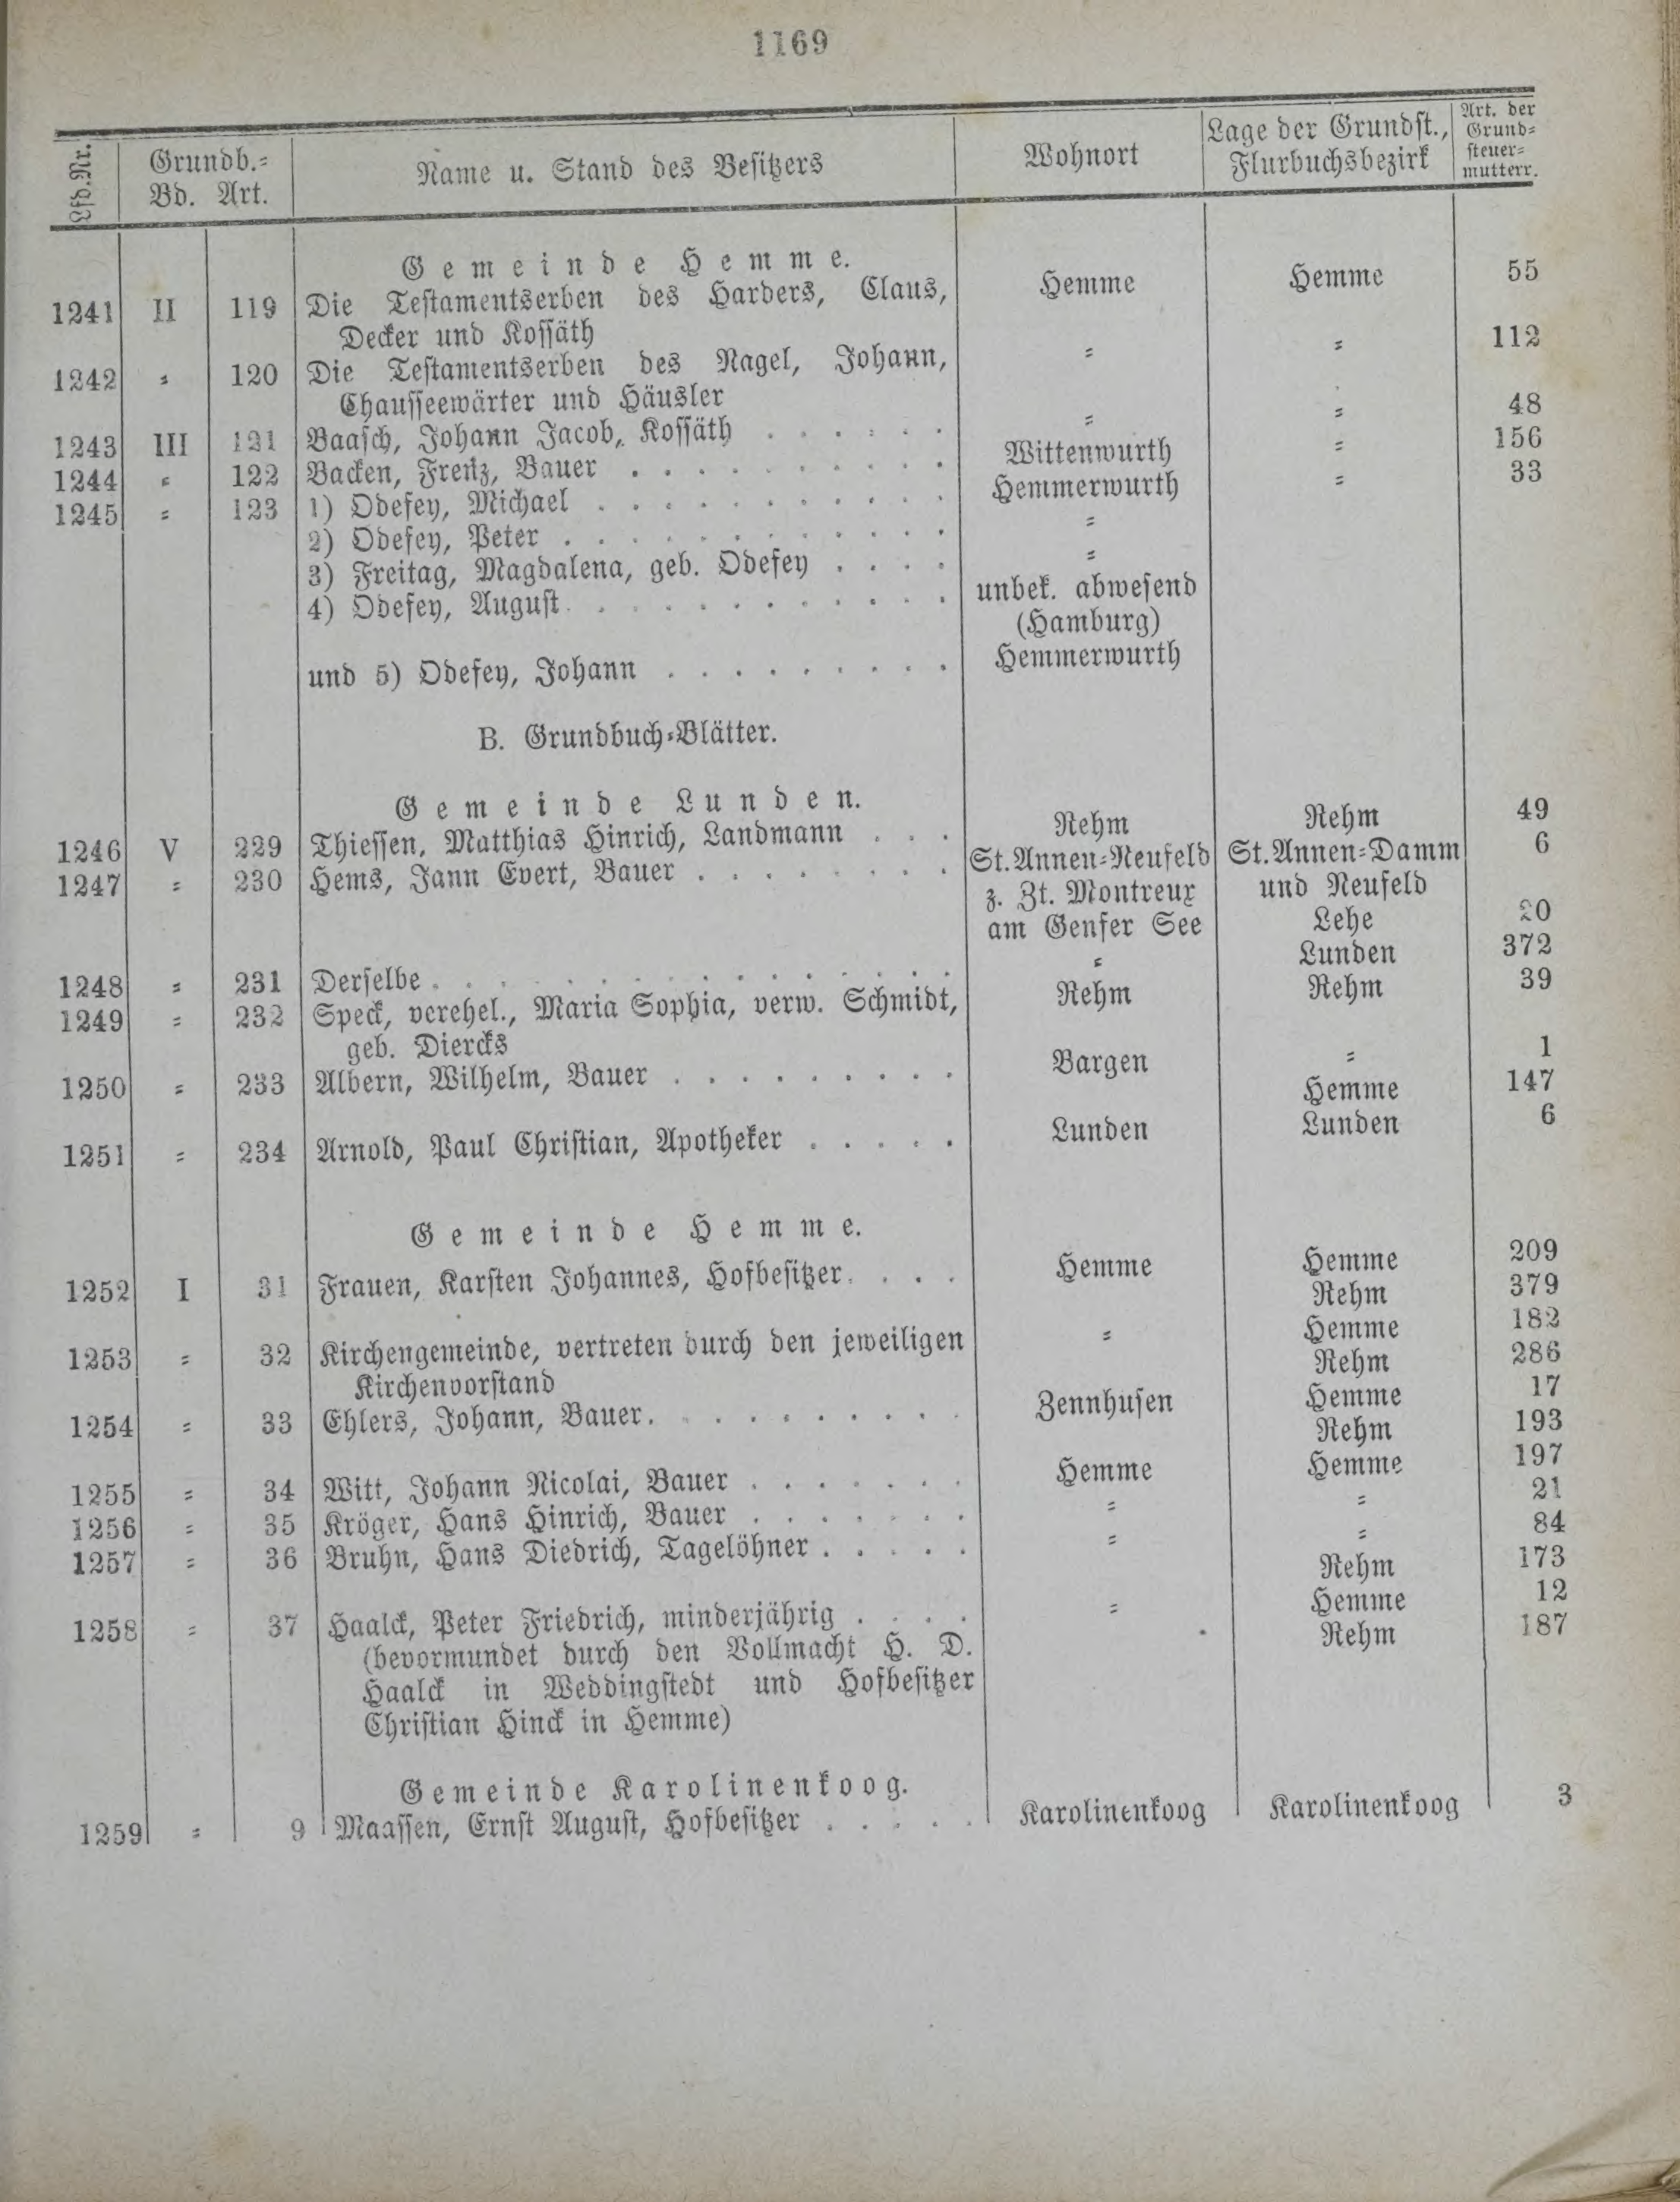 1169
Lfd. Nr. Grundb.= Bd. Art. Name u. Stand des Besitzers Wohnort Lage der Grundst., Flurbuchsbezirk Art. der Grund= steuer= mutterr.
Gemeinde Hemme.
1241 II 119 Die Testamentserben des Harders, Claus, Hemme Hemme 55
Decker und Kossäth
1242 = 120 Die Testamentserben des Nagel, Johann, = = 112
Chausseewärter und Häusler
1243 III 121 Baasch, Johann Jacob, Kossäth . . . . . . = = 48
1244 = 122 Backen, Frentz, Bauer . . . . . . . . . . Wittenwurth = 156
1245 = 123 1) Odefey, Michael . . . . . . . . . . . Hemmerwurth = 33
2) Odefey, Peter . . . . . . . . . . . . =
3) Freitag, Magdalena, geb. Odefey . . . . =
4) Odefey, August . . . . . . . . . . . . unbek. abwesend
(Hamburg)
und 5) Odefey, Johann . . . . . . . . . Hemmerwurth
B. Grundbuch=Blätter.
Gemeinde Lunden.
1246 V 229 Thiessen, Matthias Hinrich, Landmann . . . Rehm Rehm 49
1247 = 230 Hems, Jann Evert, Bauer . . . . . . . . St. Annen=Neufeld St. Annen=Damm 6
z. Zt. Montreux und Neufeld
am Genfer See Lehe 20
Lunden 372
1248 = 231 Derselbe . . . . . . . . . . . . . . = Rehm 39
1249 = 232 Speck, verehel., Maria Sophia, verw. Schmidt, Rehm
geb. Diercks = 1
1250 = 233 Albern, Wilhelm, Bauer . . . . . . . . . Bargen Hemme 147
Lunden 6
1251 = 234 Arnold, Paul Christian, Apotheker . . . . . Lunden
Gemeinde Hemme.
1252 I 31 Frauen, Karsten Johannes, Hofbesitzer . . . . Hemme Hemme 209
Rehm 379
1253 = 32 Kirchengemeinde, vertreten durch den jeweiligen = Hemme 182
Kirchenvorstand Rehm 286
1254 = 33 Ehlers, Johann, Bauer . . . . . . . . . . Zennhusen Hemme 17
Rehm 193
1255 = 34 Witt, Johann Nicolai, Bauer . . . . . . . Hemme Hemme 197
1256 = 35 Kröger, Hans Hinrich, Bauer . . . . . . . = = 21
1257 = 36 Bruhn, Hans Diedrich, Tagelöhner . . . . . = = 84
Rehm 173
1258 = 37 Haalck, Peter Friedrich, minderjährig . . . . = Hemme 12
(bevormundet durch den Vollmacht H. D. Rehm 187
Haalck in Weddingstedt und Hofbesitzer
Christian Hinck in Hemme)
Gemeinde Karolinenkoog.
1259 = 9 Maassen, Ernst August, Hofbesitzer . . . . . Karolinenkoog Karolinenkoog 3